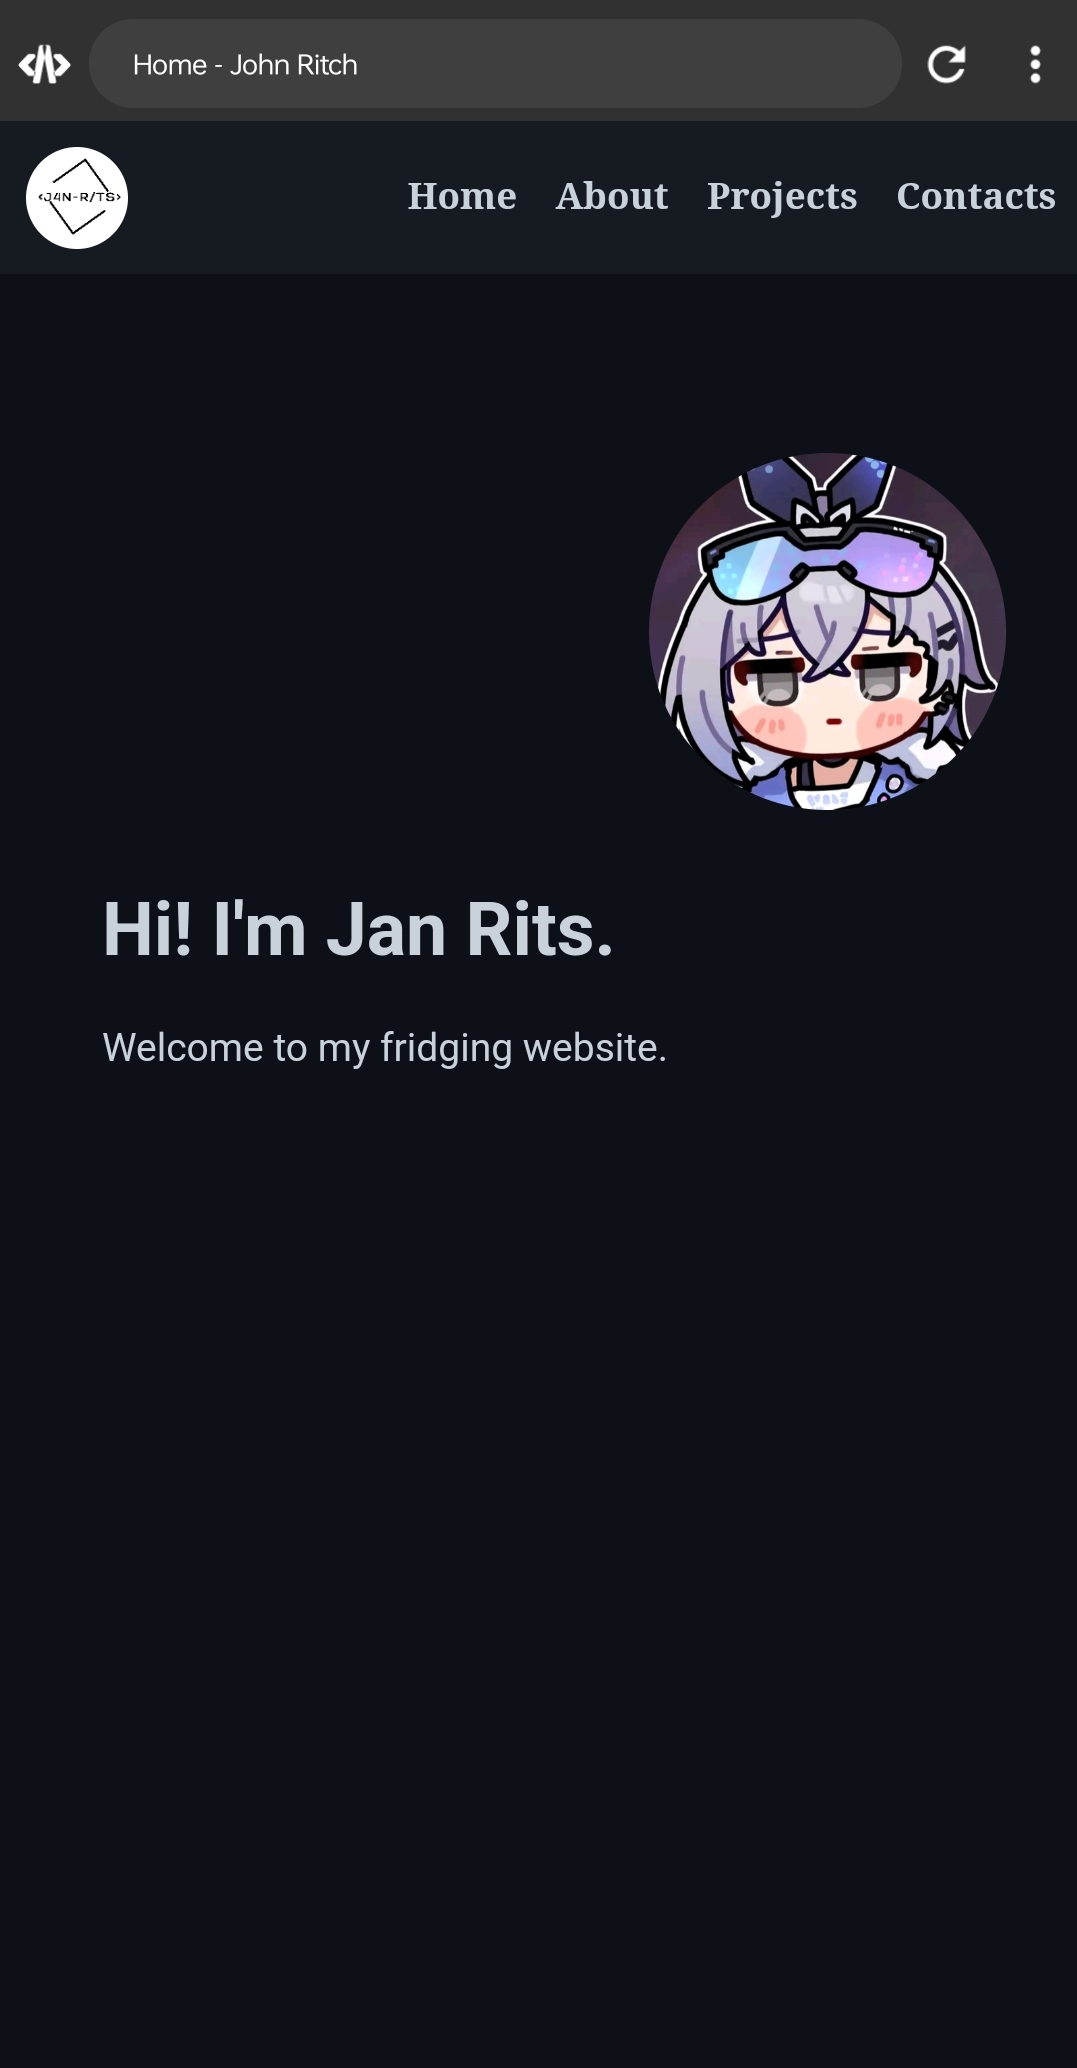 Home - John Ritch
<J4N-R/TS>
Home About Projects Contacts
Hi! I'm Jan Rits.
Welcome to my fridging website.